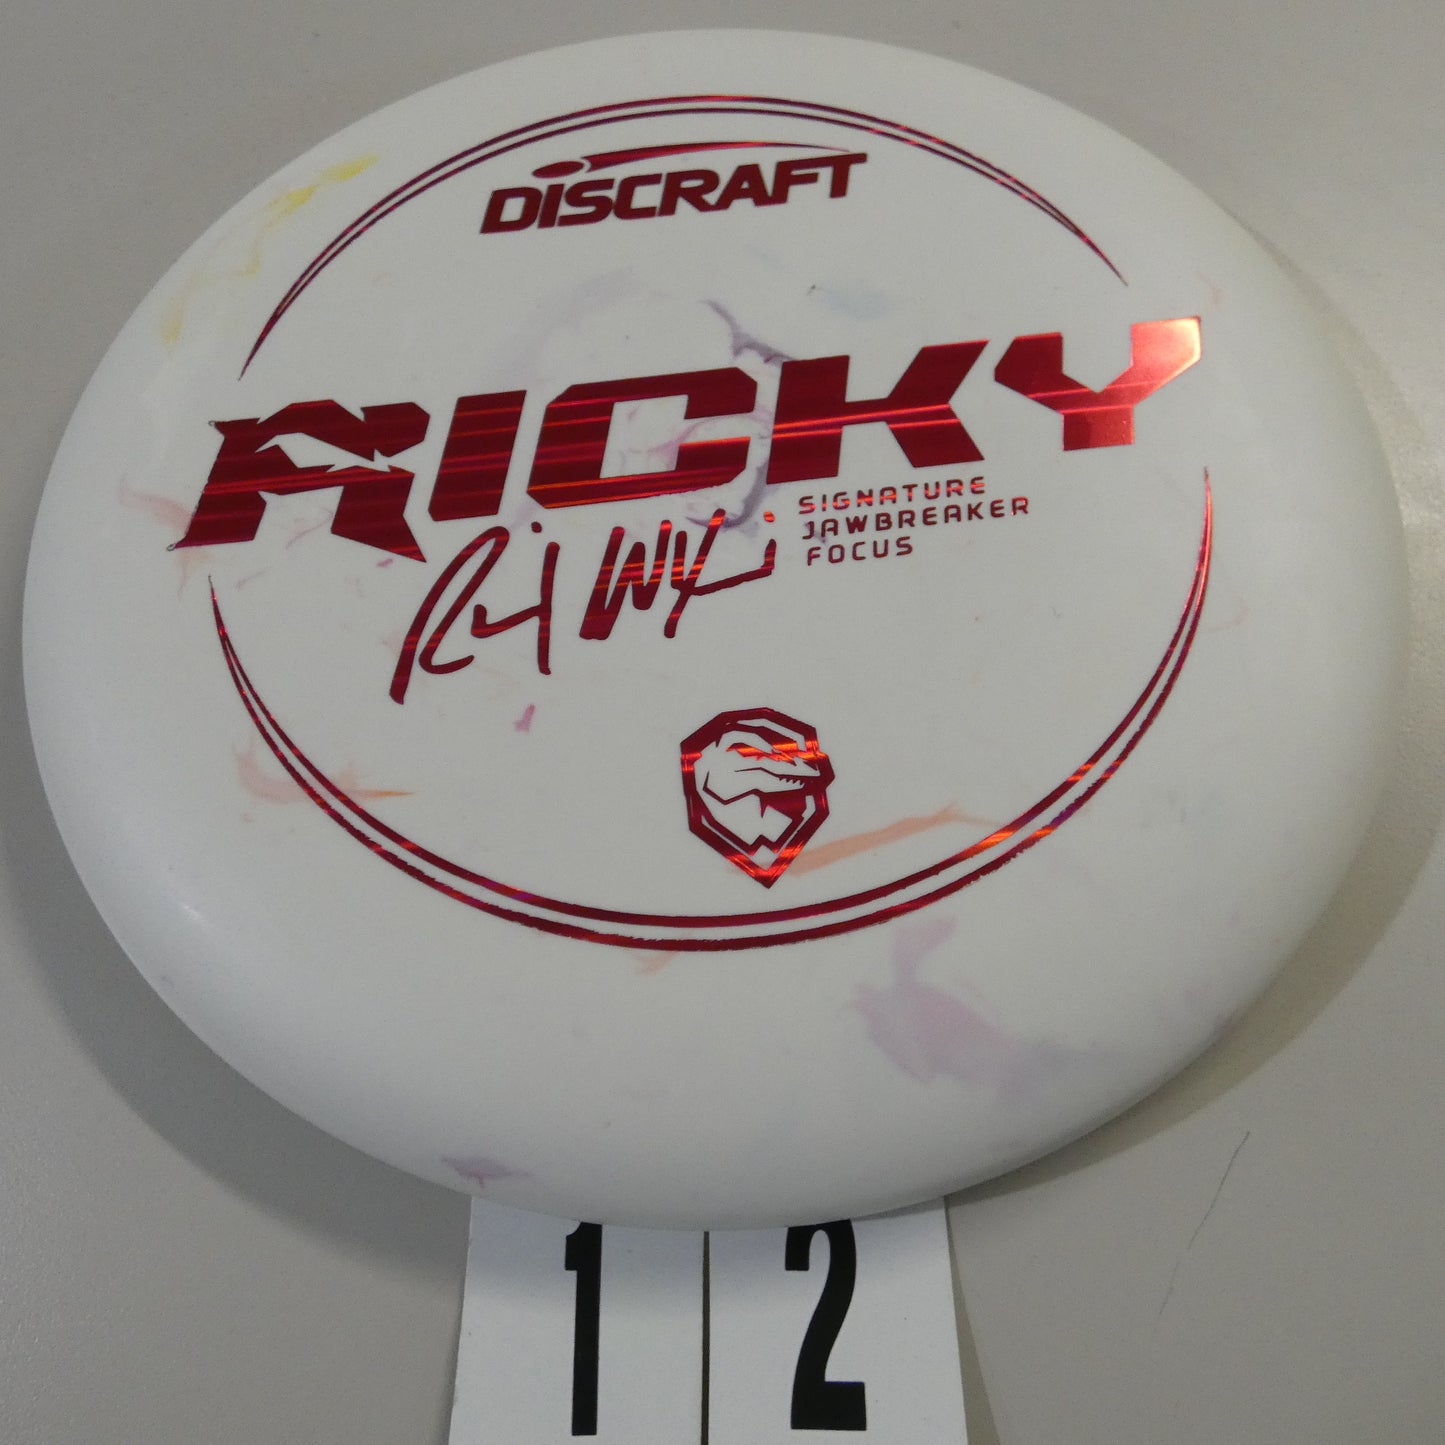 DISCRAFT
RICKY
SIGNATURE
JAWBREAKER
FOCUS
1 2